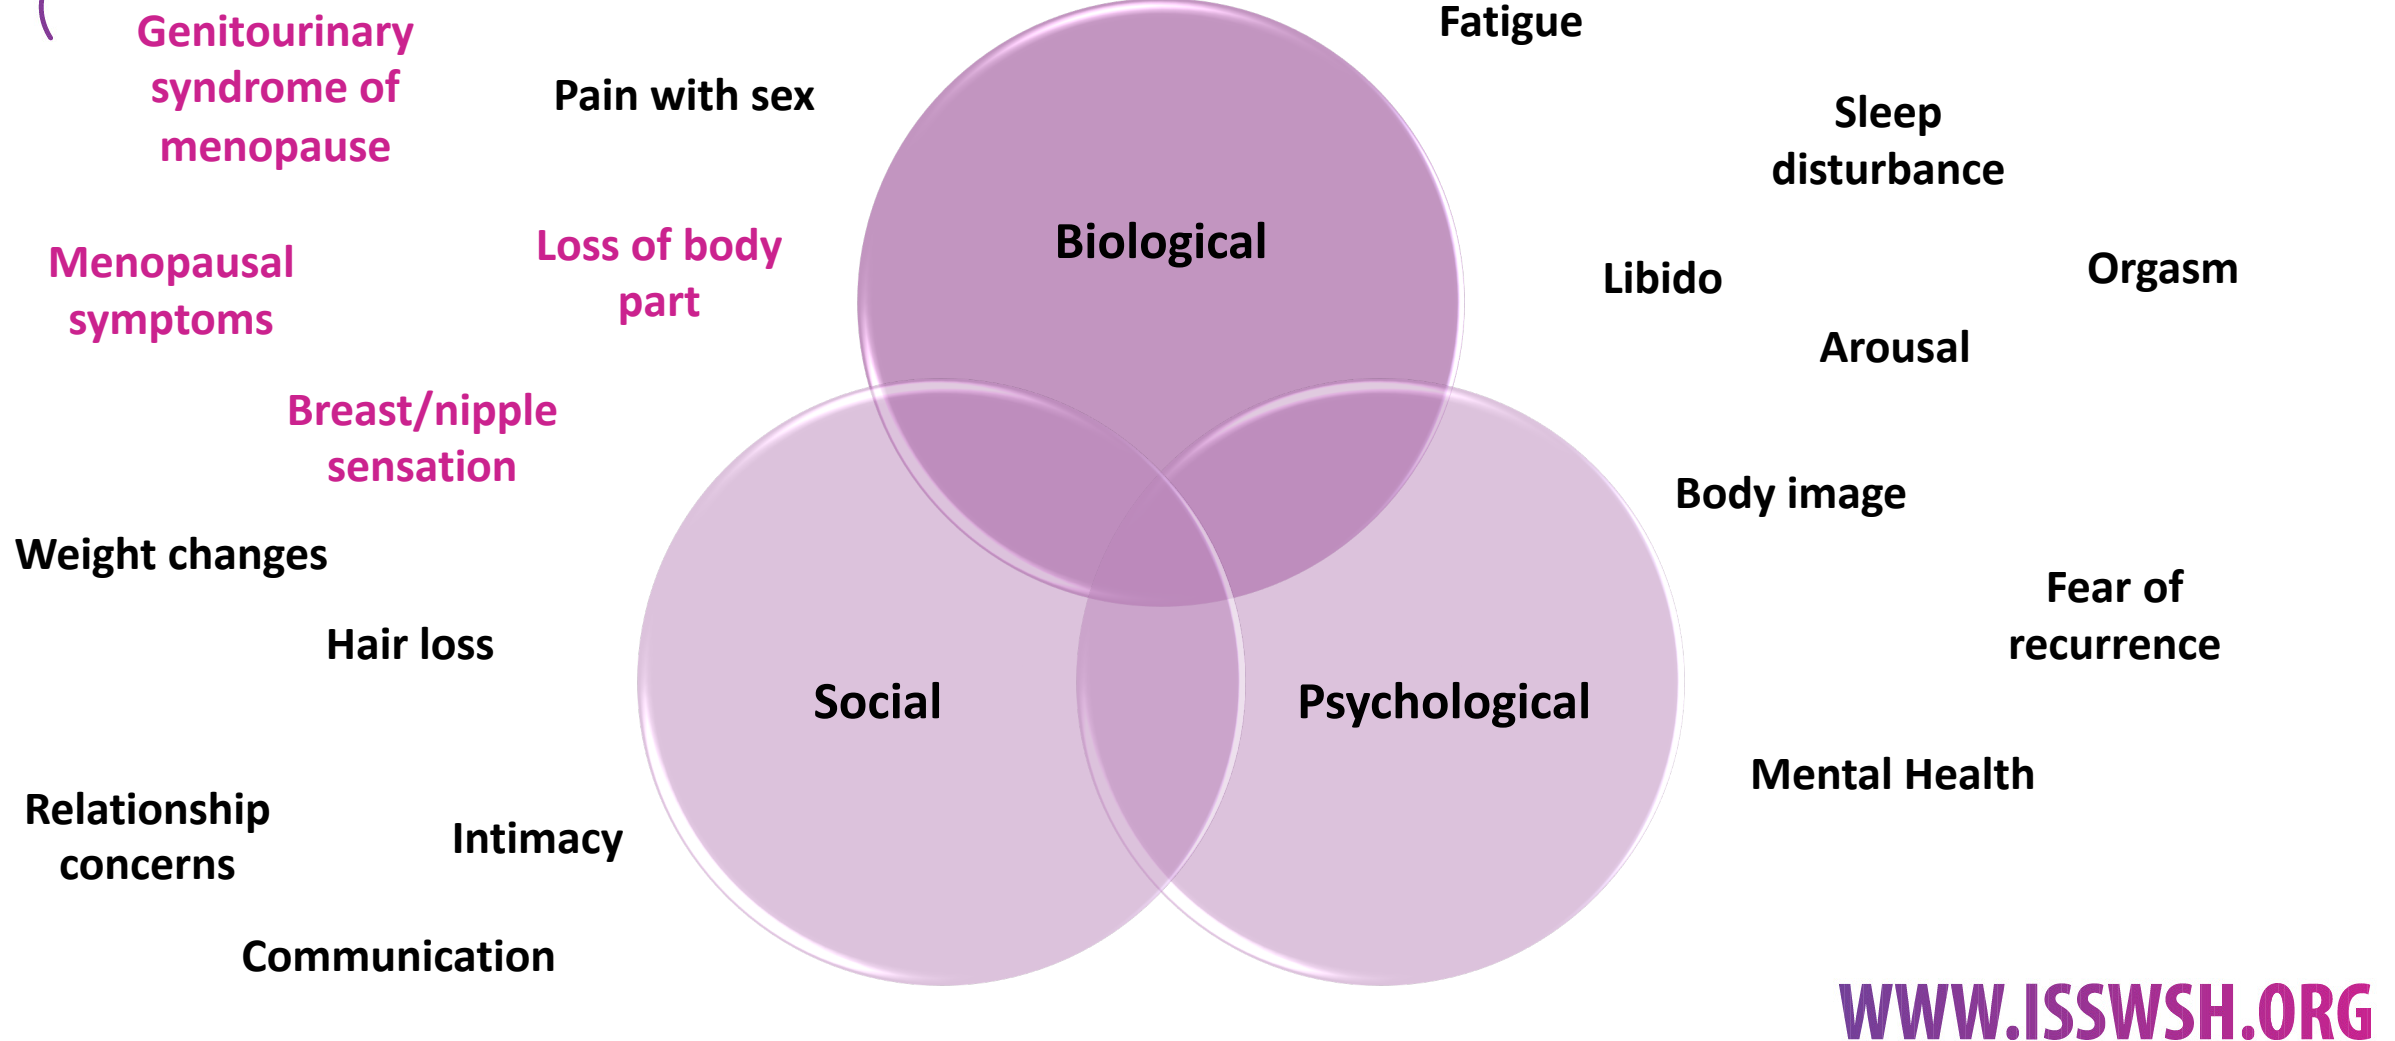 Genitourinary
syndrome of
menopause
Pain with sex
Fatigue
Sleep
disturbance
Menopausal
symptoms
Loss of body
part
Biological
Libido
Orgasm
Arousal
Breast/nipple
sensation
Body image
Weight changes
Fear of
recurrence
Hair loss
Social
Psychological
Mental Health
Relationship
concerns
Intimacy
Communication
WWW.ISSWSH.ORG